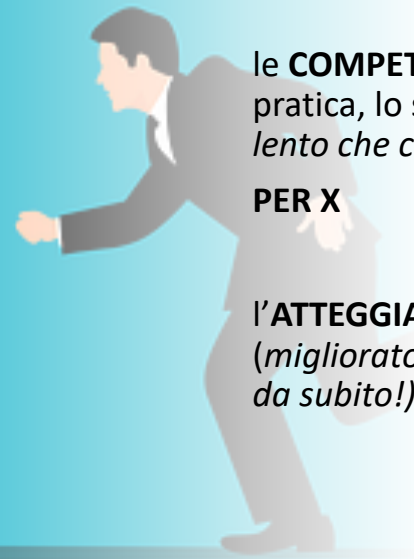 le COMPET
pratica, lo s
lento che c
PER X
l’ATTEGGIA
(migliorato
da subito!)